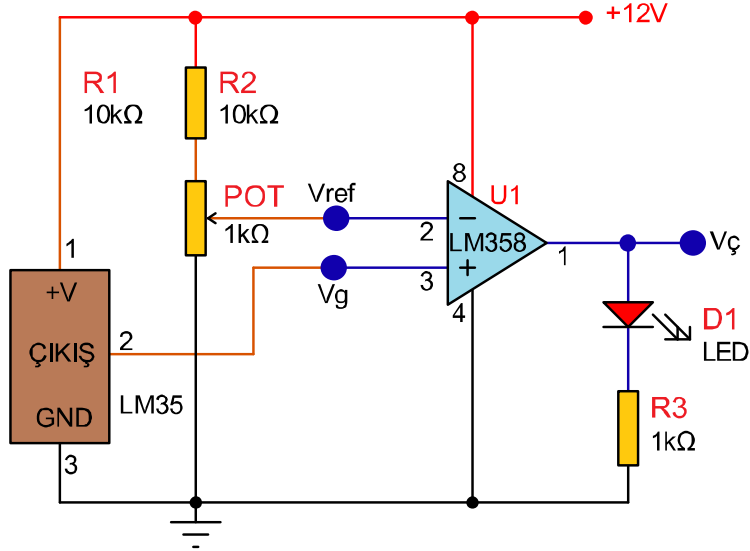 +12V
R1
10kΩ
R2
10kΩ
POT
1kΩ
Vref
Vg
8
U1
−
2
LM358
1
3
+
4
Vç
D1
LED
R3
1kΩ
1
+V
ÇIKIŞ
2
GND
LM35
3